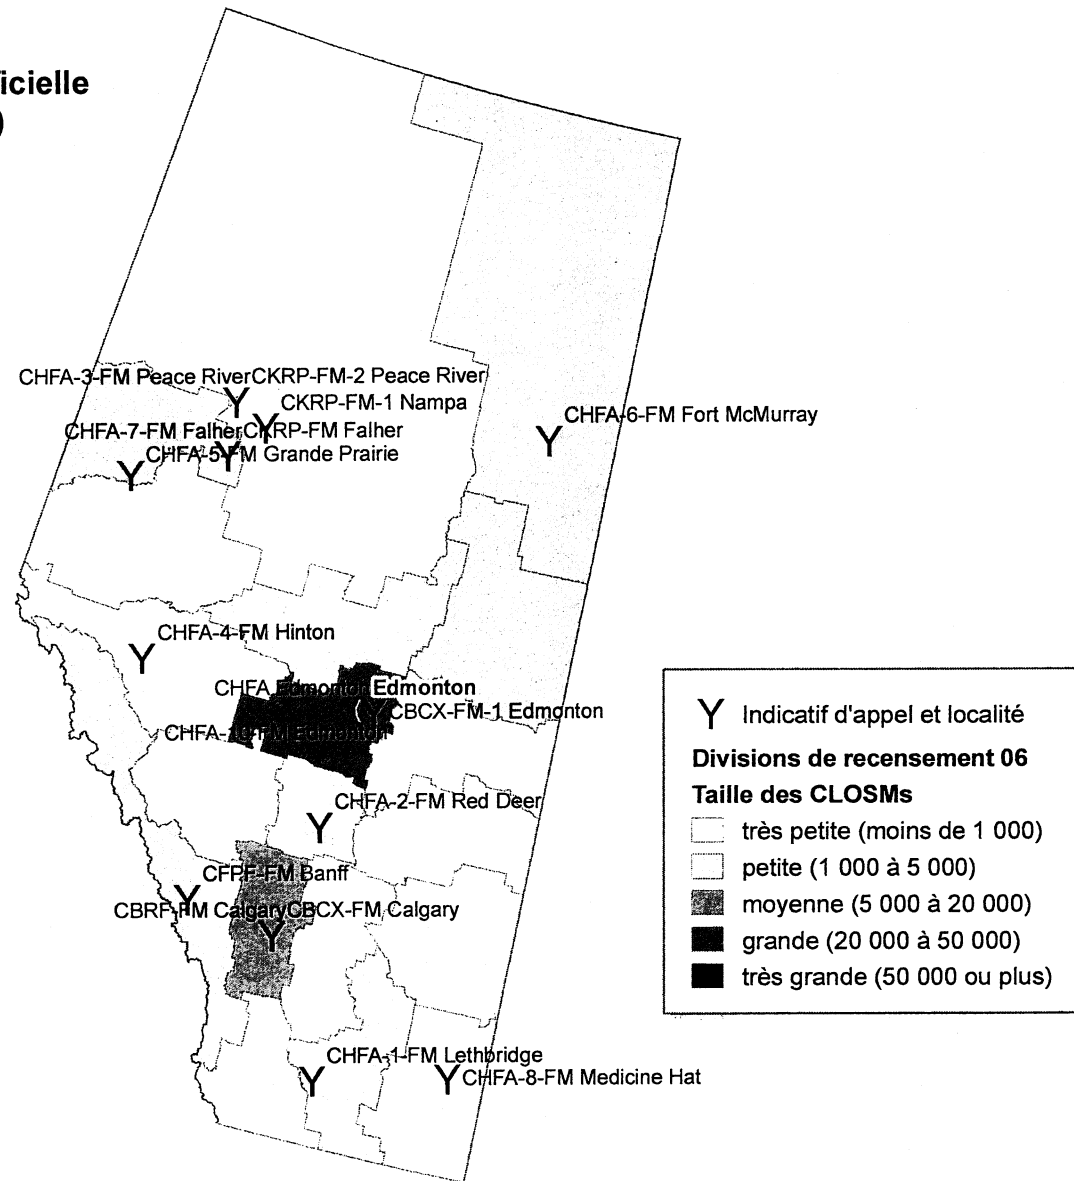 icielle
)
CHFA-3-FM Peace River CKRP-FM-2 Peace River
CKRP-FM-1 Nampa
CHFA-7-FM Falher CKRP-FM Falher
CHFA-5-FM Grande Prairie
CHFA-6-FM Fort McMurray
CHFA-4-FM Hinton
CHFA Edmonton Edmonton
CBCX-FM-1 Edmonton
CHFA-10-FM Edmonton
CHFA-2-FM Red Deer
CFPF-FM Banff
CBRF-FM Calgary CBCX-FM Calgary
CHFA-1-FM Lethbridge
CHFA-8-FM Medicine Hat
Indicatif d'appel et localité
Divisions de recensement 06
Taille des CLOSMs
très petite (moins de 1 000)
petite (1 000 à 5 000)
moyenne (5 000 à 20 000)
grande (20 000 à 50 000)
très grande (50 000 ou plus)